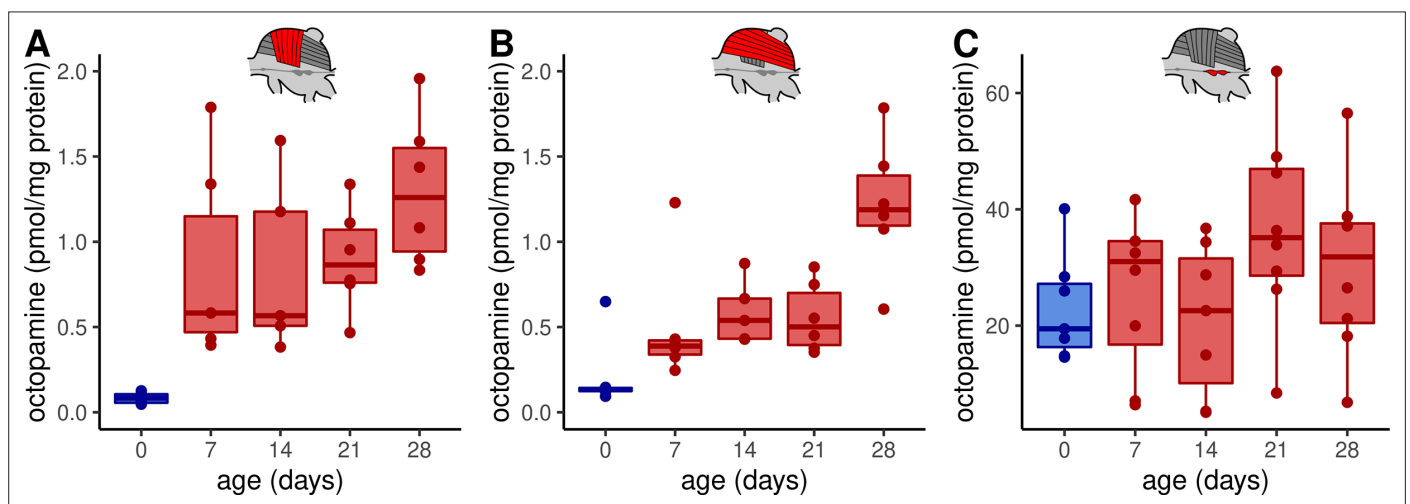 A
octopamine (pmol/mg protein)
2.0
1.5
1.0
0.5
0.0
0 7 14 21 28
age (days)
B
octopamine (pmol/mg protein)
2.0
1.5
1.0
0.5
0.0
0 7 14 21 28
age (days)
C
octopamine (pmol/mg protein)
60
40
20
0 7 14 21 28
age (days)